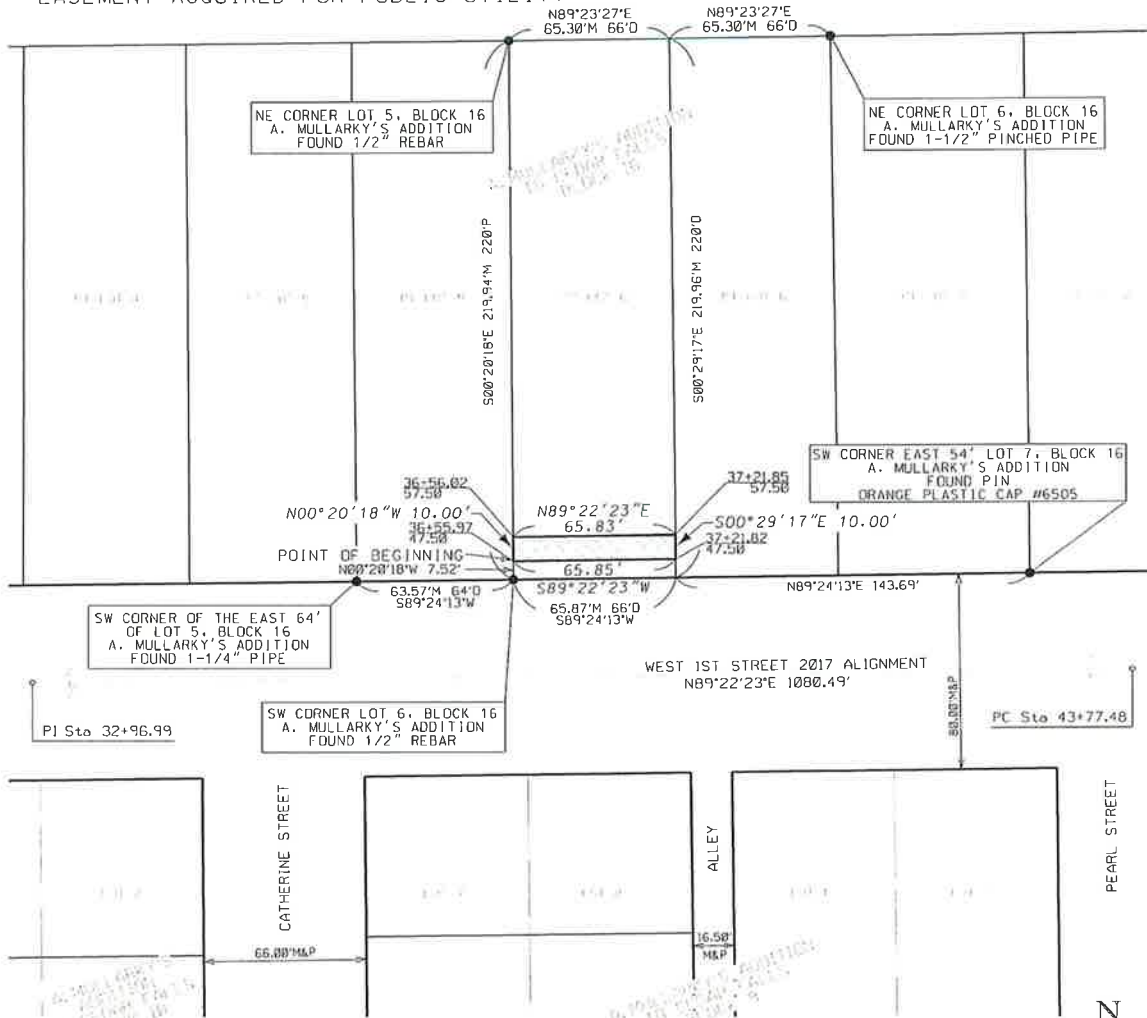 EASEMENT ACQUIRED FOR PUBLIC UTILITY
N89°23'27"E
65.30'M 66'D
N89°23'27"E
65.30'M 66'D
NE CORNER LOT 5, BLOCK 16
A. MULLARKY'S ADDITION
FOUND 1/2" REBAR
NE CORNER LOT 6, BLOCK 16
A. MULLARKY'S ADDITION
FOUND 1-1/2" PINCHED PIPE
A. MULLARKY'S ADDITION
TO CEDAR FALLS
BLOCK 16
S00°20'18"E 219.94'M 220'P
S00°29'17"E 219.96'M 220'D
SW CORNER EAST 54' LOT 7, BLOCK 16
A. MULLARKY'S ADDITION
FOUND PIN
ORANGE PLASTIC CAP #6505
36+56.02
57.50
37+21.85
57.50
N00°20'18"W 10.00'
N89°22'23"E
65.83'
S00°29'17"E 10.00'
36+55.97
47.50
37+21.82
47.50
POINT OF BEGINNING
N00°20'18"W 7.52'
65.85'
S89°22'23"W
63.57'M 64'D
S89°24'13"W
65.87'M 66'D
S89°24'13"W
N89°24'13"E 143.69'
SW CORNER OF THE EAST 64'
OF LOT 5, BLOCK 16
A. MULLARKY'S ADDITION
FOUND 1-1/4" PIPE
WEST 1ST STREET 2017 ALIGNMENT
N89°22'23"E 1080.49'
80.00'M&P
SW CORNER LOT 6, BLOCK 16
A. MULLARKY'S ADDITION
FOUND 1/2" REBAR
PI Sta 32+96.99
PC Sta 43+77.48
CATHERINE STREET
ALLEY
PEARL STREET
66.00'M&P
16.50'
M&P
N